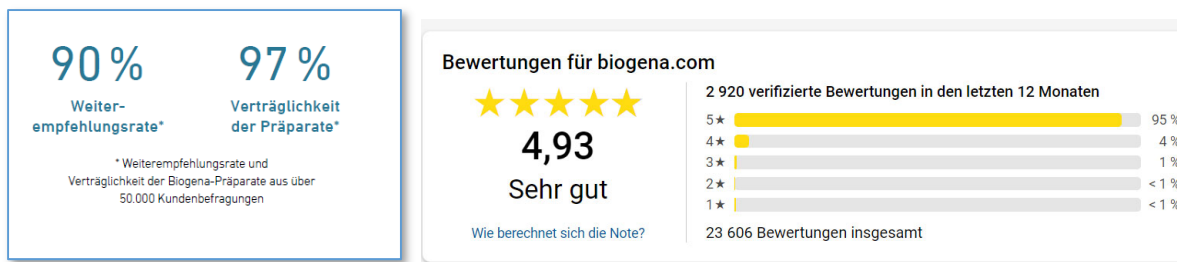 90 %
97 %
Weiter-
empfehlungsrate*
Verträglichkeit
der Präparate*
* Weiterempfehlungsrate und
Verträglichkeit der Biogena-Präparate aus über
50.000 Kundenbefragungen
Bewertungen für biogena.com
4,93
Sehr gut
Wie berechnet sich die Note?
2 920 verifizierte Bewertungen in den letzten 12 Monaten
5★ 95 %
4★ 4 %
3★ 1 %
2★ < 1 %
1★ < 1 %
23 606 Bewertungen insgesamt